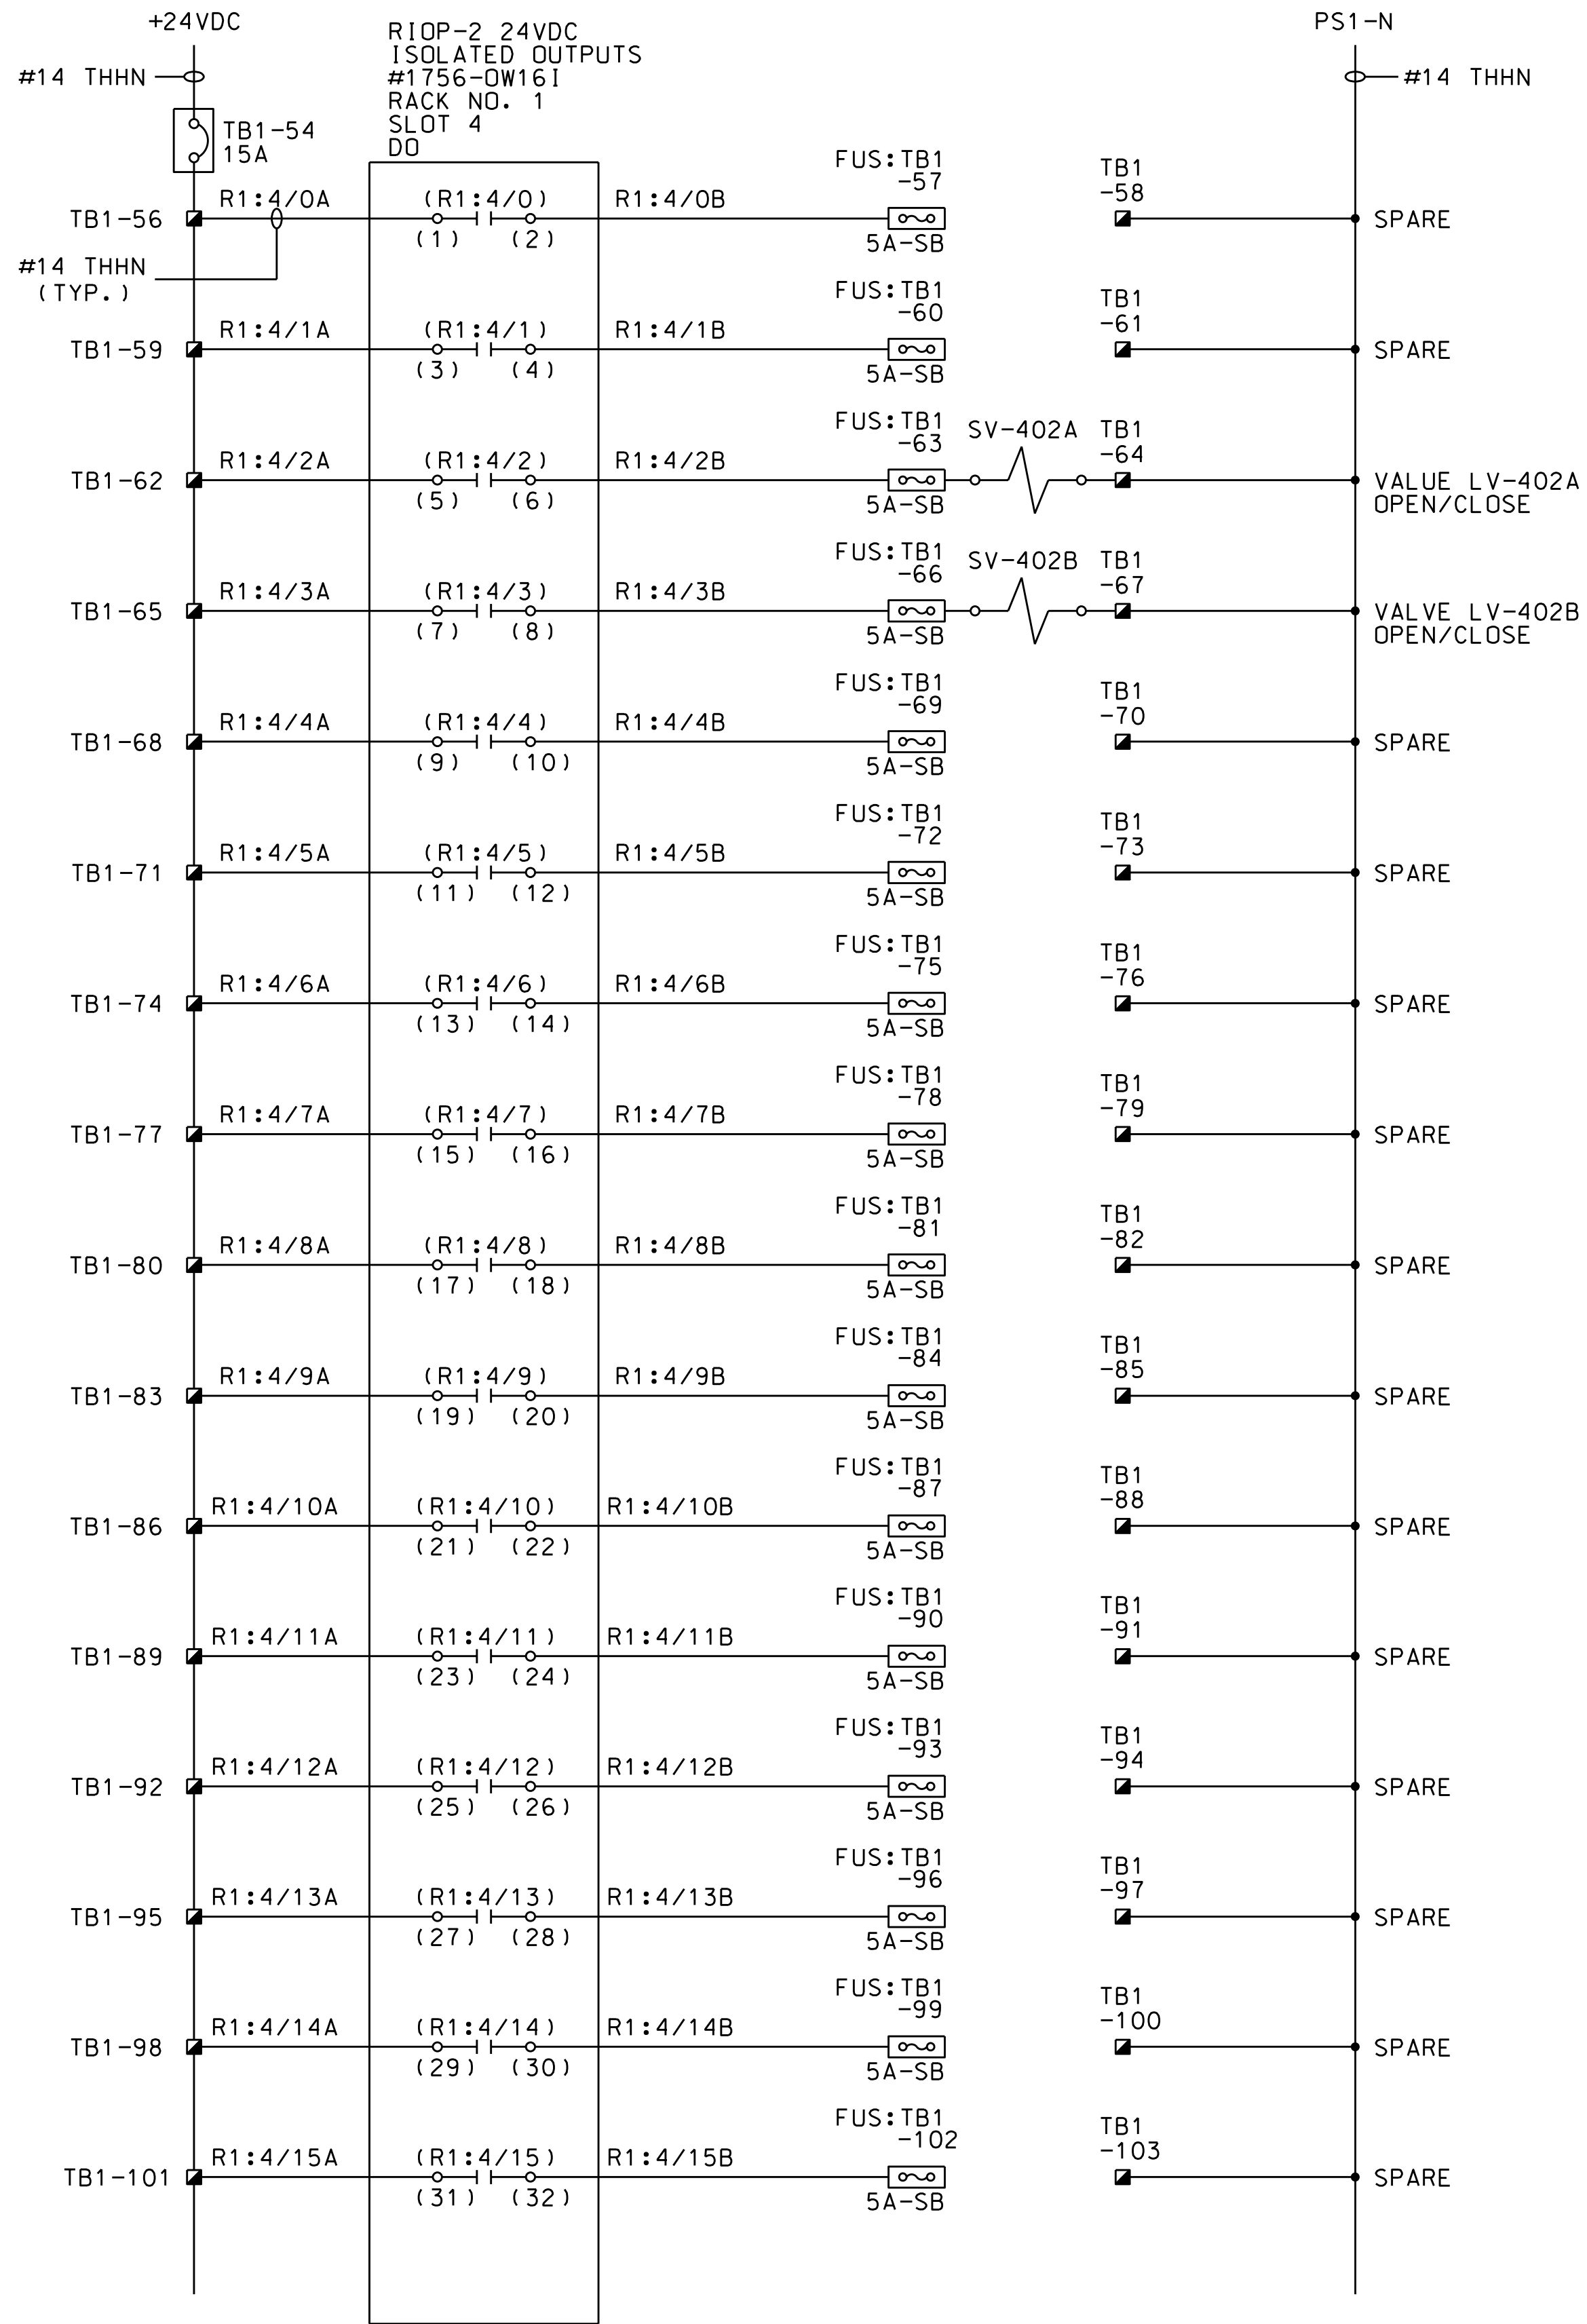 +24VDC
PS1-N
RIOP-2 24VDC
ISOLATED OUTPUTS
#1756-OW16I
RACK NO. 1
SLOT 4
DO
#14 THHN
#14 THHN
TB1-54
15A
FUS:TB1
-57
TB1
-58
TB1-56
R1:4/0A
(R1:4/0)
R1:4/0B
SPARE
(1) (2)
5A-SB
#14 THHN
(TYP.)
FUS:TB1
-60
TB1
-61
TB1-59
R1:4/1A
(R1:4/1)
R1:4/1B
SPARE
(3) (4)
5A-SB
FUS:TB1
-63
SV-402A
TB1
-64
TB1-62
R1:4/2A
(R1:4/2)
R1:4/2B
VALUE LV-402A
OPEN/CLOSE
(5) (6)
5A-SB
FUS:TB1
-66
SV-402B
TB1
-67
TB1-65
R1:4/3A
(R1:4/3)
R1:4/3B
VALVE LV-402B
OPEN/CLOSE
(7) (8)
5A-SB
FUS:TB1
-69
TB1
-70
TB1-68
R1:4/4A
(R1:4/4)
R1:4/4B
SPARE
(9) (10)
5A-SB
FUS:TB1
-72
TB1
-73
TB1-71
R1:4/5A
(R1:4/5)
R1:4/5B
SPARE
(11) (12)
5A-SB
FUS:TB1
-75
TB1
-76
TB1-74
R1:4/6A
(R1:4/6)
R1:4/6B
SPARE
(13) (14)
5A-SB
FUS:TB1
-78
TB1
-79
TB1-77
R1:4/7A
(R1:4/7)
R1:4/7B
SPARE
(15) (16)
5A-SB
FUS:TB1
-81
TB1
-82
TB1-80
R1:4/8A
(R1:4/8)
R1:4/8B
SPARE
(17) (18)
5A-SB
FUS:TB1
-84
TB1
-85
TB1-83
R1:4/9A
(R1:4/9)
R1:4/9B
SPARE
(19) (20)
5A-SB
FUS:TB1
-87
TB1
-88
TB1-86
R1:4/10A
(R1:4/10)
R1:4/10B
SPARE
(21) (22)
5A-SB
FUS:TB1
-90
TB1
-91
TB1-89
R1:4/11A
(R1:4/11)
R1:4/11B
SPARE
(23) (24)
5A-SB
FUS:TB1
-93
TB1
-94
TB1-92
R1:4/12A
(R1:4/12)
R1:4/12B
SPARE
(25) (26)
5A-SB
FUS:TB1
-96
TB1
-97
TB1-95
R1:4/13A
(R1:4/13)
R1:4/13B
SPARE
(27) (28)
5A-SB
FUS:TB1
-99
TB1
-100
TB1-98
R1:4/14A
(R1:4/14)
R1:4/14B
SPARE
(29) (30)
5A-SB
FUS:TB1
-102
TB1
-103
TB1-101
R1:4/15A
(R1:4/15)
R1:4/15B
SPARE
(31) (32)
5A-SB